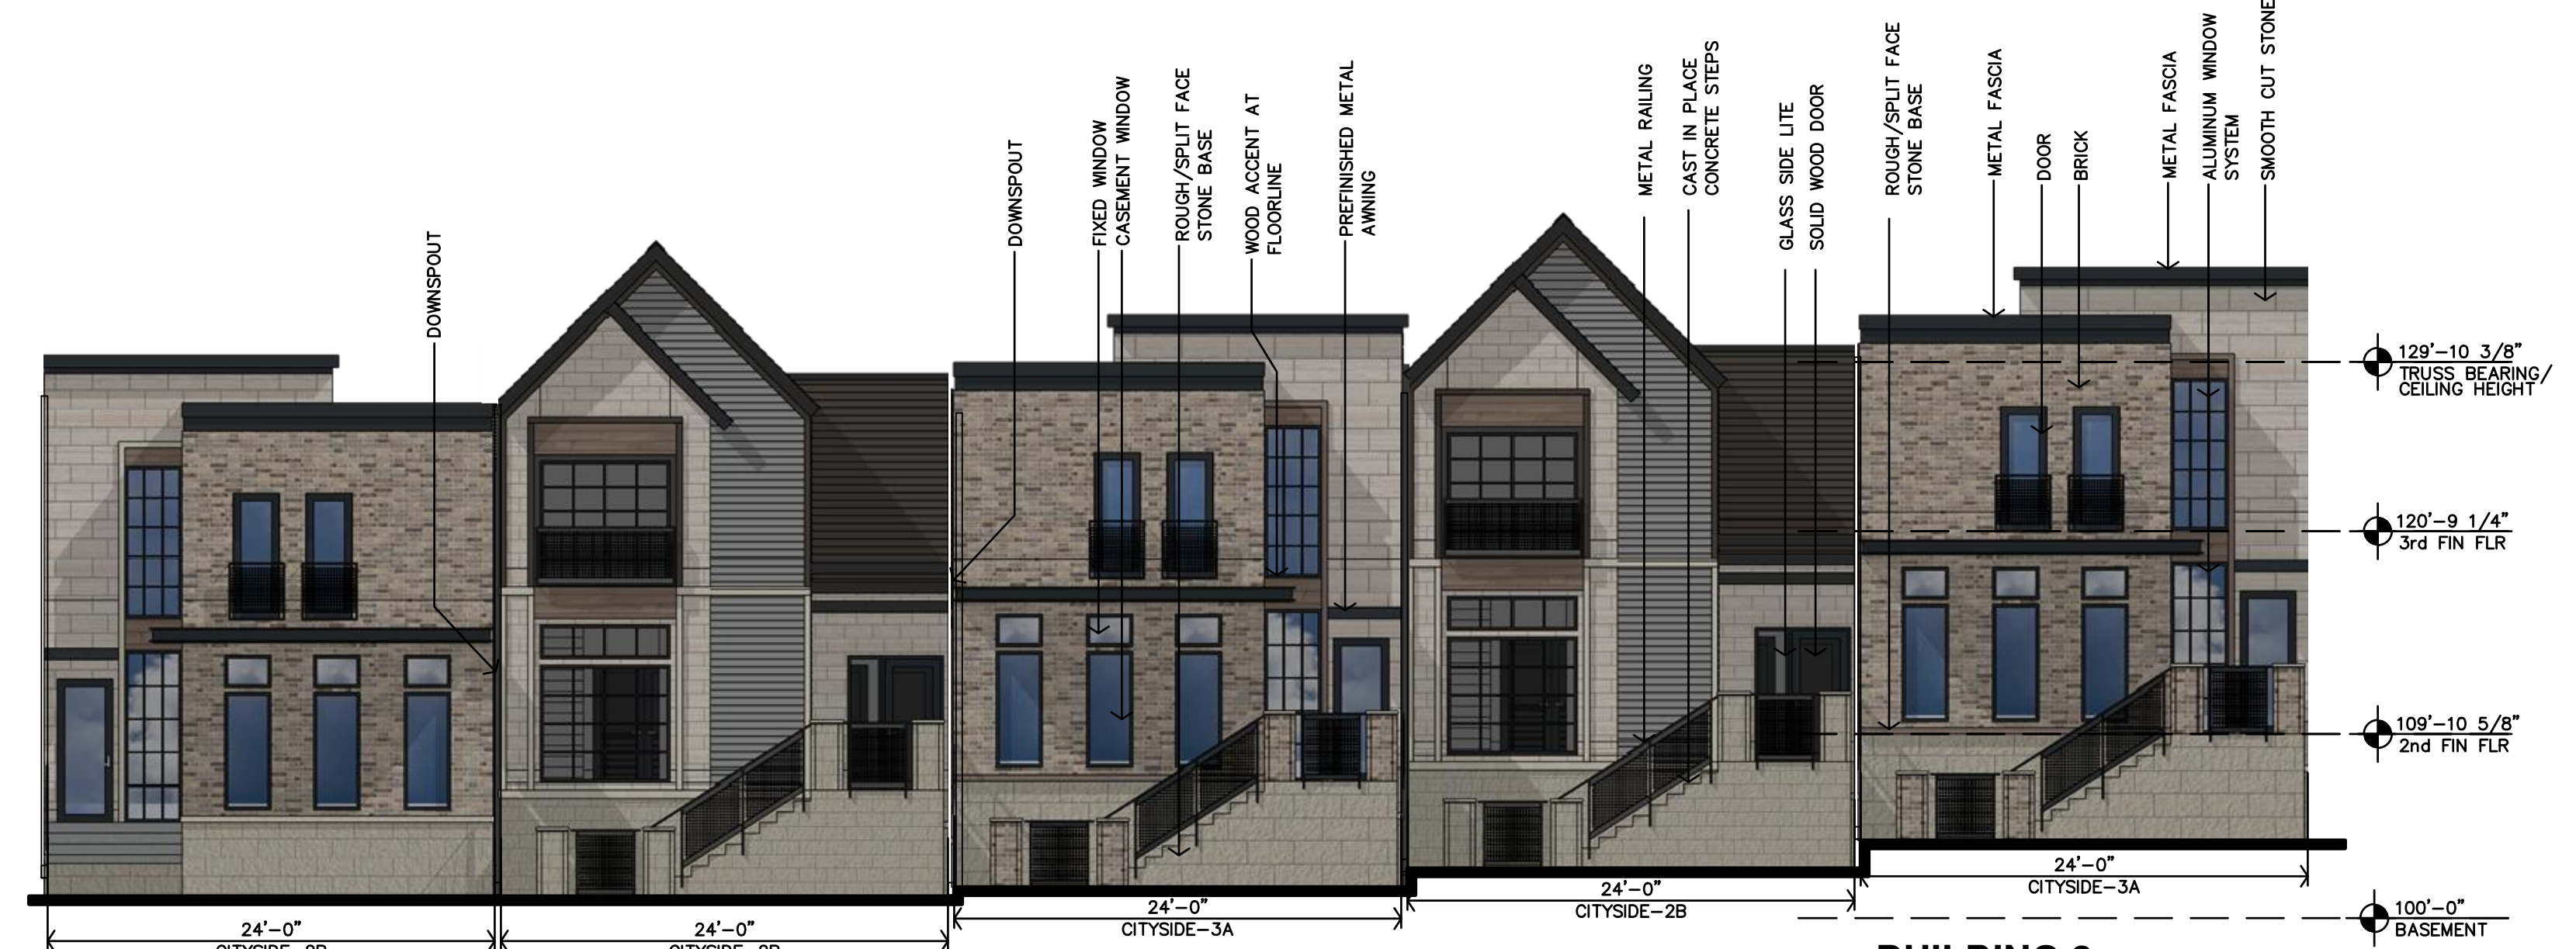 DOWNSPOUT
DOWNSPOUT
FIXED WINDOW
CASEMENT WINDOW
ROUGH/SPLIT FACE
STONE BASE
WOOD ACCENT AT
FLOORLINE
PREFINISHED METAL
AWNING
METAL RAILING
CAST IN PLACE
CONCRETE STEPS
GLASS SIDE LITE
SOLID WOOD DOOR
ROUGH/SPLIT FACE
STONE BASE
METAL FASCIA
DOOR
BRICK
METAL FASCIA
ALUMINUM WINDOW
SYSTEM
SMOOTH CUT STONE
129'-10 3/8"
TRUSS BEARING/
CEILING HEIGHT
120'-9 1/4"
3rd FIN FLR
109'-10 5/8"
2nd FIN FLR
100'-0"
BASEMENT
24'-0"
24'-0"
24'-0"
CITYSIDE-3A
24'-0"
CITYSIDE-2B
24'-0"
CITYSIDE-3A